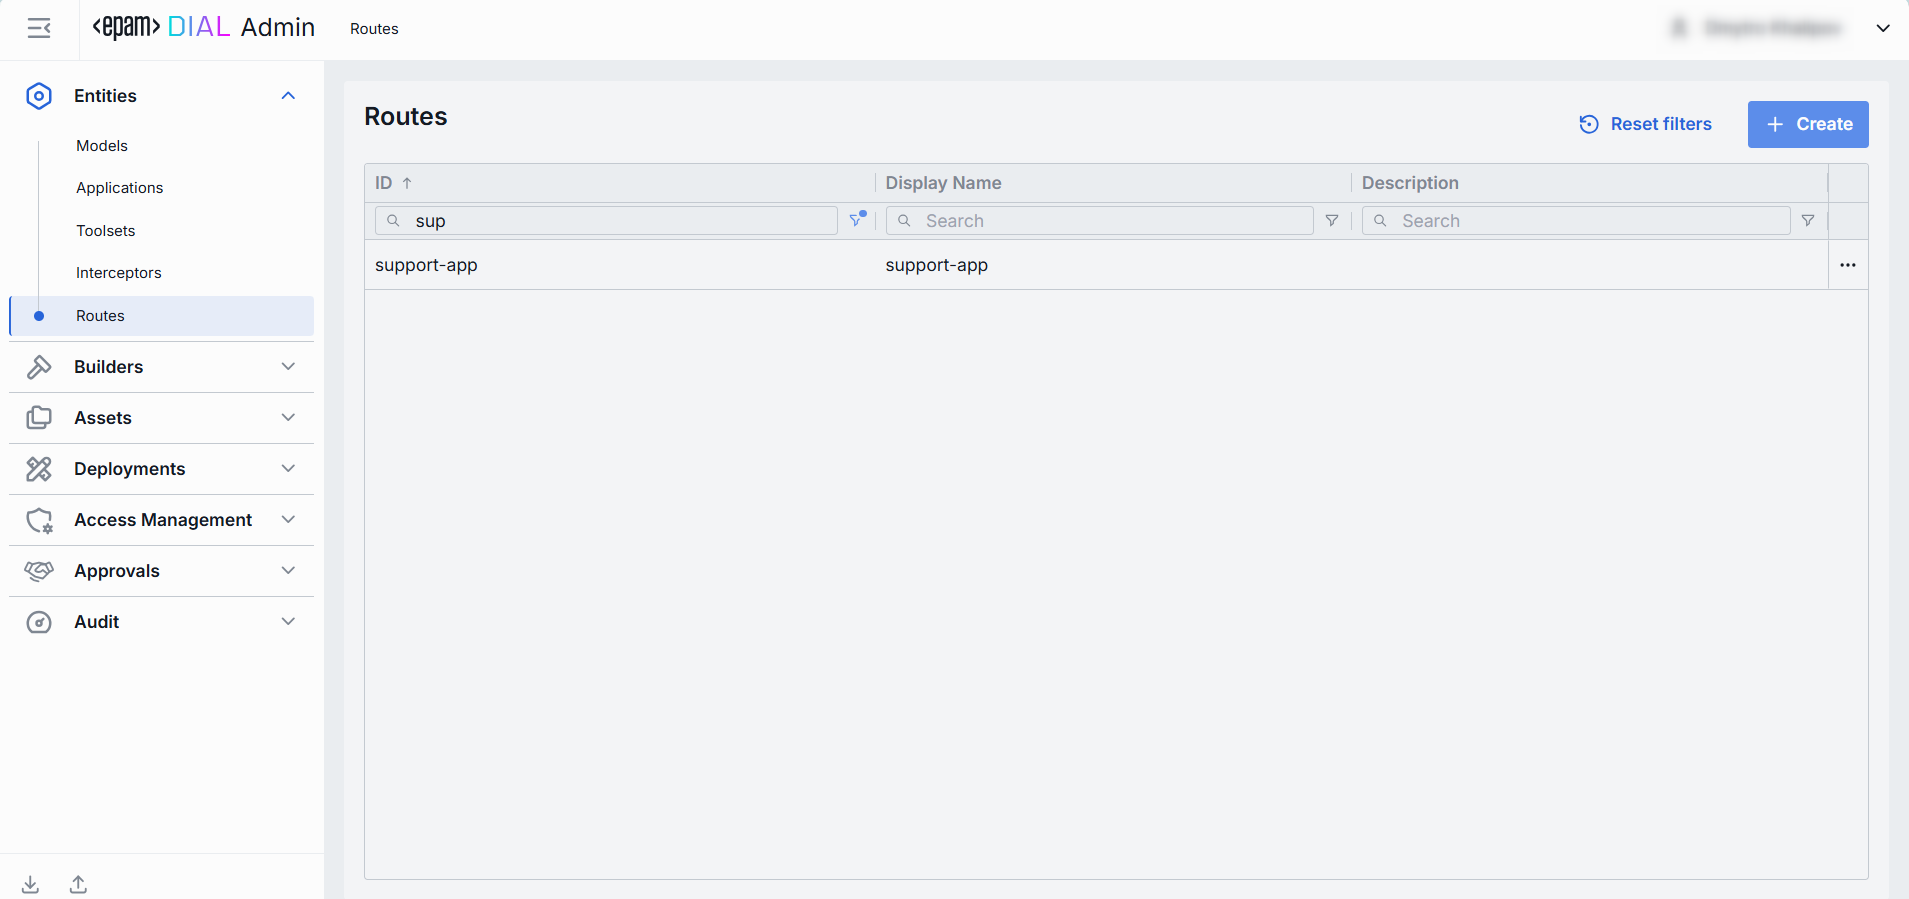 <epam> DIAL Admin
Routes
Entities
Models
Applications
Toolsets
Interceptors
Routes
Builders
Assets
Deployments
Access Management
Approvals
Audit
Routes
Reset filters
Create
ID Display Name Description
sup Search Search
support-app support-app